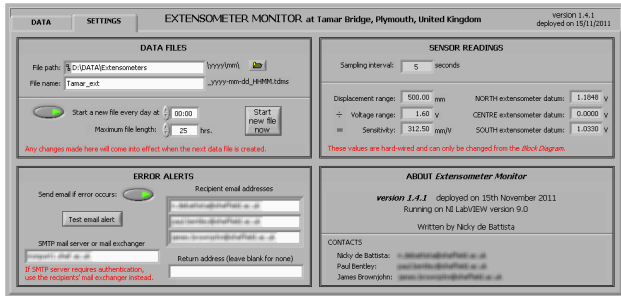 DATA
SETTINGS
EXTENSOMETER MONITOR at Tamar Bridge, Plymouth, United Kingdom
version 1.4.1
deployed on 15/11/2011
DATA FILES
File path: D:\DATA\Extensometers \yyyy\mm\
File name: Tamar_ext _yyyy-mm-dd_HHMM.tdms
Start a new file every day at 00:00
Maximum file length: 25 hrs.
Start new file now
Any changes made here will come into effect when the next data file is created.
SENSOR READINGS
Sampling interval: 5 seconds
Displacement range: 500.00 mm NORTH extensometer datum: 1.1848 V
÷ Voltage range: 1.60 V CENTRE extensometer datum: 0.0000 V
= Sensitivity: 312.50 mm/V SOUTH extensometer datum: 1.0330 V
These values are hard-wired and can only be changed from the Block Diagram.
ERROR ALERTS
Send email if error occurs:
Test email alert
SMTP mail server or mail exchanger
If SMTP server requires authentication,
use the recipients' mail exchanger instead.
Recipient email addresses
Return address (leave blank for none)
ABOUT Extensometer Monitor
version 1.4.1 deployed on 15th November 2011
Running on NI LabVIEW version 9.0
Written by Nicky de Battista
CONTACTS
Nicky de Battista:
Paul Bentley:
James Brownjohn: